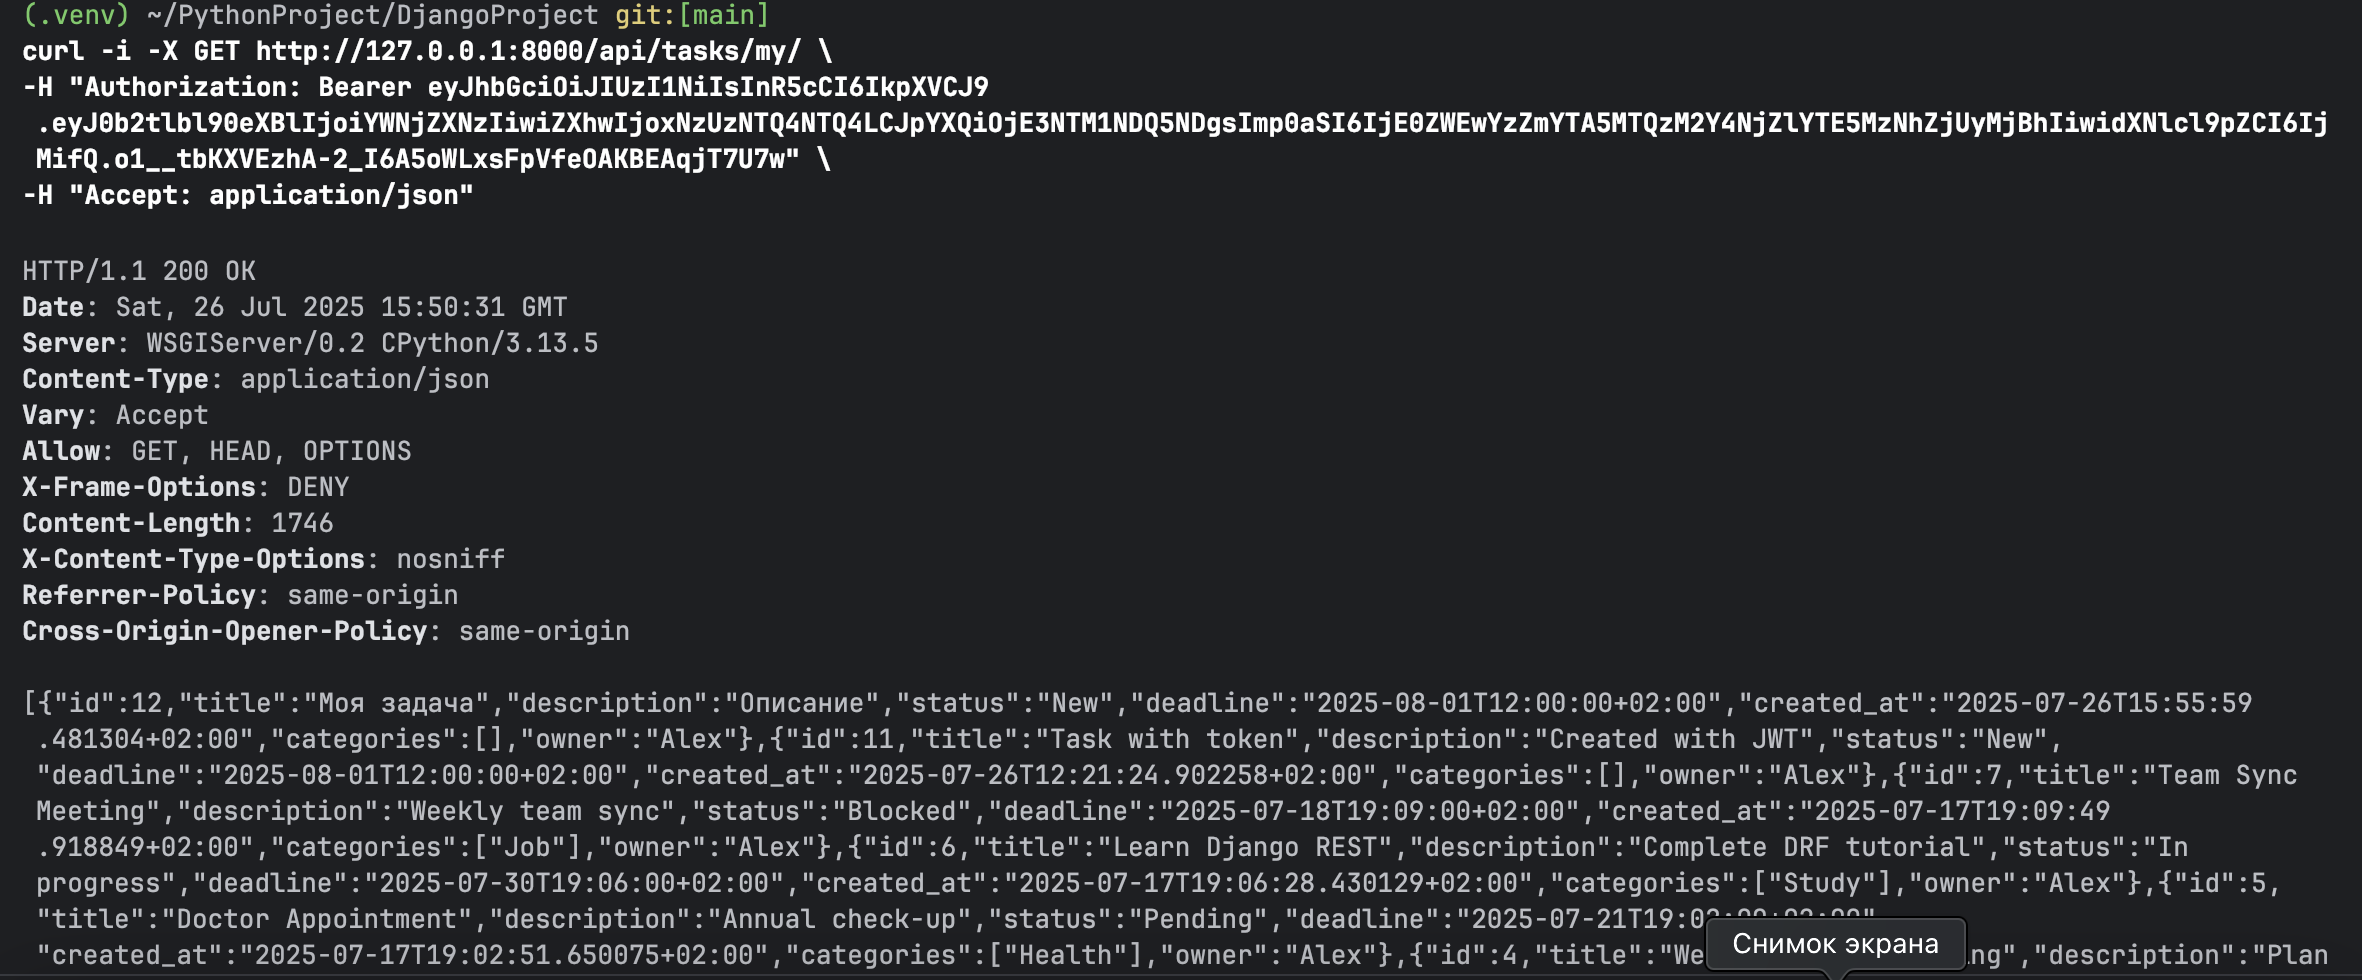 (.venv) ~/PythonProject/DjangoProject git:[main]
curl -i -X GET http://127.0.0.1:8000/api/tasks/my/ \
-H "Authorization: Bearer eyJhbGciOiJIUzI1NiIsInR5cCI6IkpXVCJ9
.eyJ0b2tlbl90eXBlIjoiYWNjZXNzIiwiZXhwIjoxNzUzNTQ4NTQ4LCJpYXQiOjE3NTM1NDQ5NDgsImp0aSI6IjE0ZWEwYzZmYTA5MTQzM2Y4NjZlYTE5MzNhZjUyMjBhIiwidXNlcl9pZCI6Ij
MifQ.o1__tbKXVEzhA-2_I6A5oWLxsFpVfeOAKBEAqjT7U7w" \
-H "Accept: application/json"
HTTP/1.1 200 OK
Date: Sat, 26 Jul 2025 15:50:31 GMT
Server: WSGIServer/0.2 CPython/3.13.5
Content-Type: application/json
Vary: Accept
Allow: GET, HEAD, OPTIONS
X-Frame-Options: DENY
Content-Length: 1746
X-Content-Type-Options: nosniff
Referrer-Policy: same-origin
Cross-Origin-Opener-Policy: same-origin
[{"id":12,"title":"Моя задача","description":"Описание","status":"New","deadline":"2025-08-01T12:00:00+02:00","created_at":"2025-07-26T15:55:59
.481304+02:00","categories":[],"owner":"Alex"},{"id":11,"title":"Task with token","description":"Created with JWT","status":"New",
"deadline":"2025-08-01T12:00:00+02:00","created_at":"2025-07-26T12:21:24.902258+02:00","categories":[],"owner":"Alex"},{"id":7,"title":"Team Sync
Meeting","description":"Weekly team sync","status":"Blocked","deadline":"2025-07-18T19:09:00+02:00","created_at":"2025-07-17T19:09:49
.918849+02:00","categories":["Job"],"owner":"Alex"},{"id":6,"title":"Learn Django REST","description":"Complete DRF tutorial","status":"In
progress","deadline":"2025-07-30T19:06:00+02:00","created_at":"2025-07-17T19:06:28.430129+02:00","categories":["Study"],"owner":"Alex"},{"id":5,
"title":"Doctor Appointment","description":"Annual check-up","status":"Pending","deadline":"2025-07-21T19:02:00+02:00",
"created_at":"2025-07-17T19:02:51.650075+02:00","categories":["Health"],"owner":"Alex"},{"id":4,"title":"We ng","description":"Plan
Снимок экрана